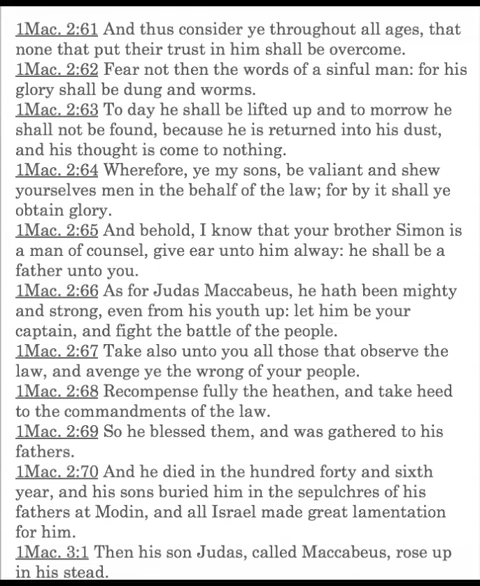 1Mac. 2:61 And thus consider ye throughout all ages, that
none that put their trust in him shall be overcome.
1Mac. 2:62 Fear not then the words of a sinful man: for his
glory shall be dung and worms.
1Mac. 2:63 To day he shall be lifted up and to morrow he
shall not be found, because he is returned into his dust,
and his thought is come to nothing.
1Mac. 2:64 Wherefore, ye my sons, be valiant and shew
yourselves men in the behalf of the law; for by it shall ye
obtain glory.
1Mac. 2:65 And behold, I know that your brother Simon is
a man of counsel, give ear unto him alway: he shall be a
father unto you.
1Mac. 2:66 As for Judas Maccabeus, he hath been mighty
and strong, even from his youth up: let him be your
captain, and fight the battle of the people.
1Mac. 2:67 Take also unto you all those that observe the
law, and avenge ye the wrong of your people.
1Mac. 2:68 Recompense fully the heathen, and take heed
to the commandments of the law.
1Mac. 2:69 So he blessed them, and was gathered to his
fathers.
1Mac. 2:70 And he died in the hundred forty and sixth
year, and his sons buried him in the sepulchres of his
fathers at Modin, and all Israel made great lamentation
for him.
1Mac. 3:1 Then his son Judas, called Maccabeus, rose up
in his stead.